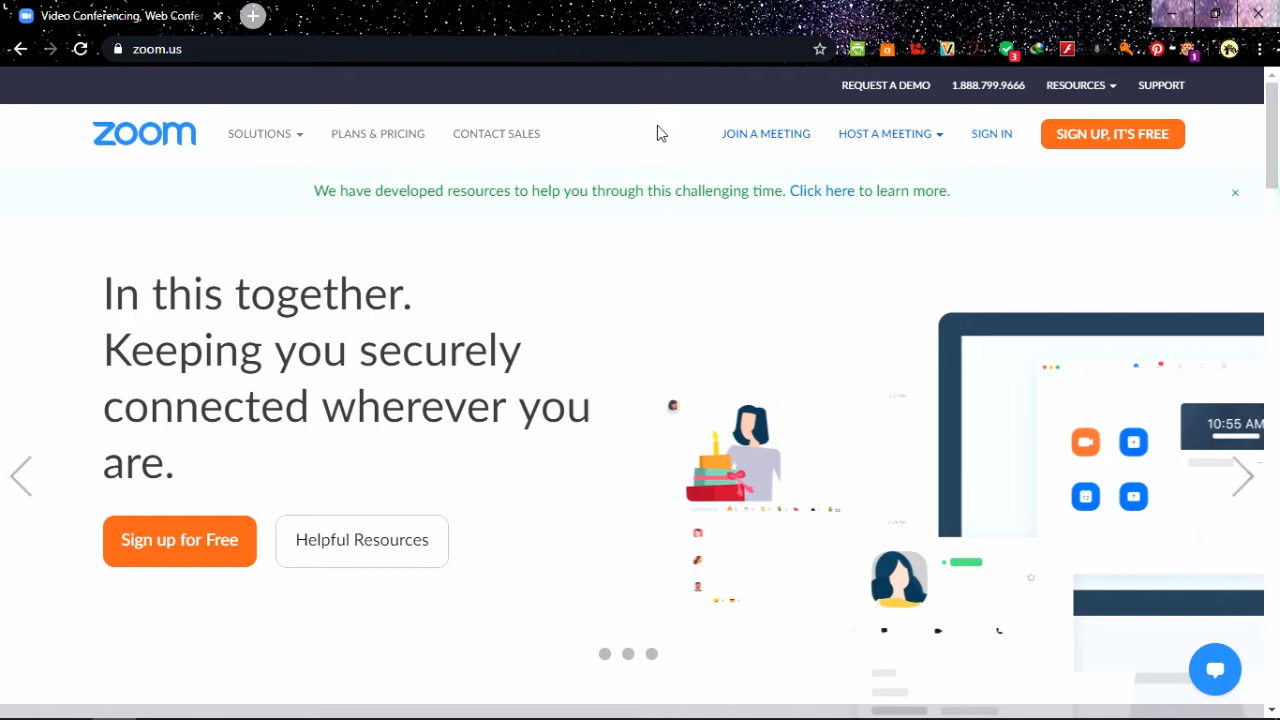 Video Conferencing, Web Confe
zoom.us
3
1
REQUEST A DEMO 1.888.799.9666 RESOURCES SUPPORT
zoom SOLUTIONS PLANS & PRICING CONTACT SALES JOIN A MEETING HOST A MEETING SIGN IN SIGN UP, IT'S FREE
We have developed resources to help you through this challenging time. Click here to learn more.
In this together.
Keeping you securely
connected wherever you
are.
10:55 AM
Sign up for Free Helpful Resources